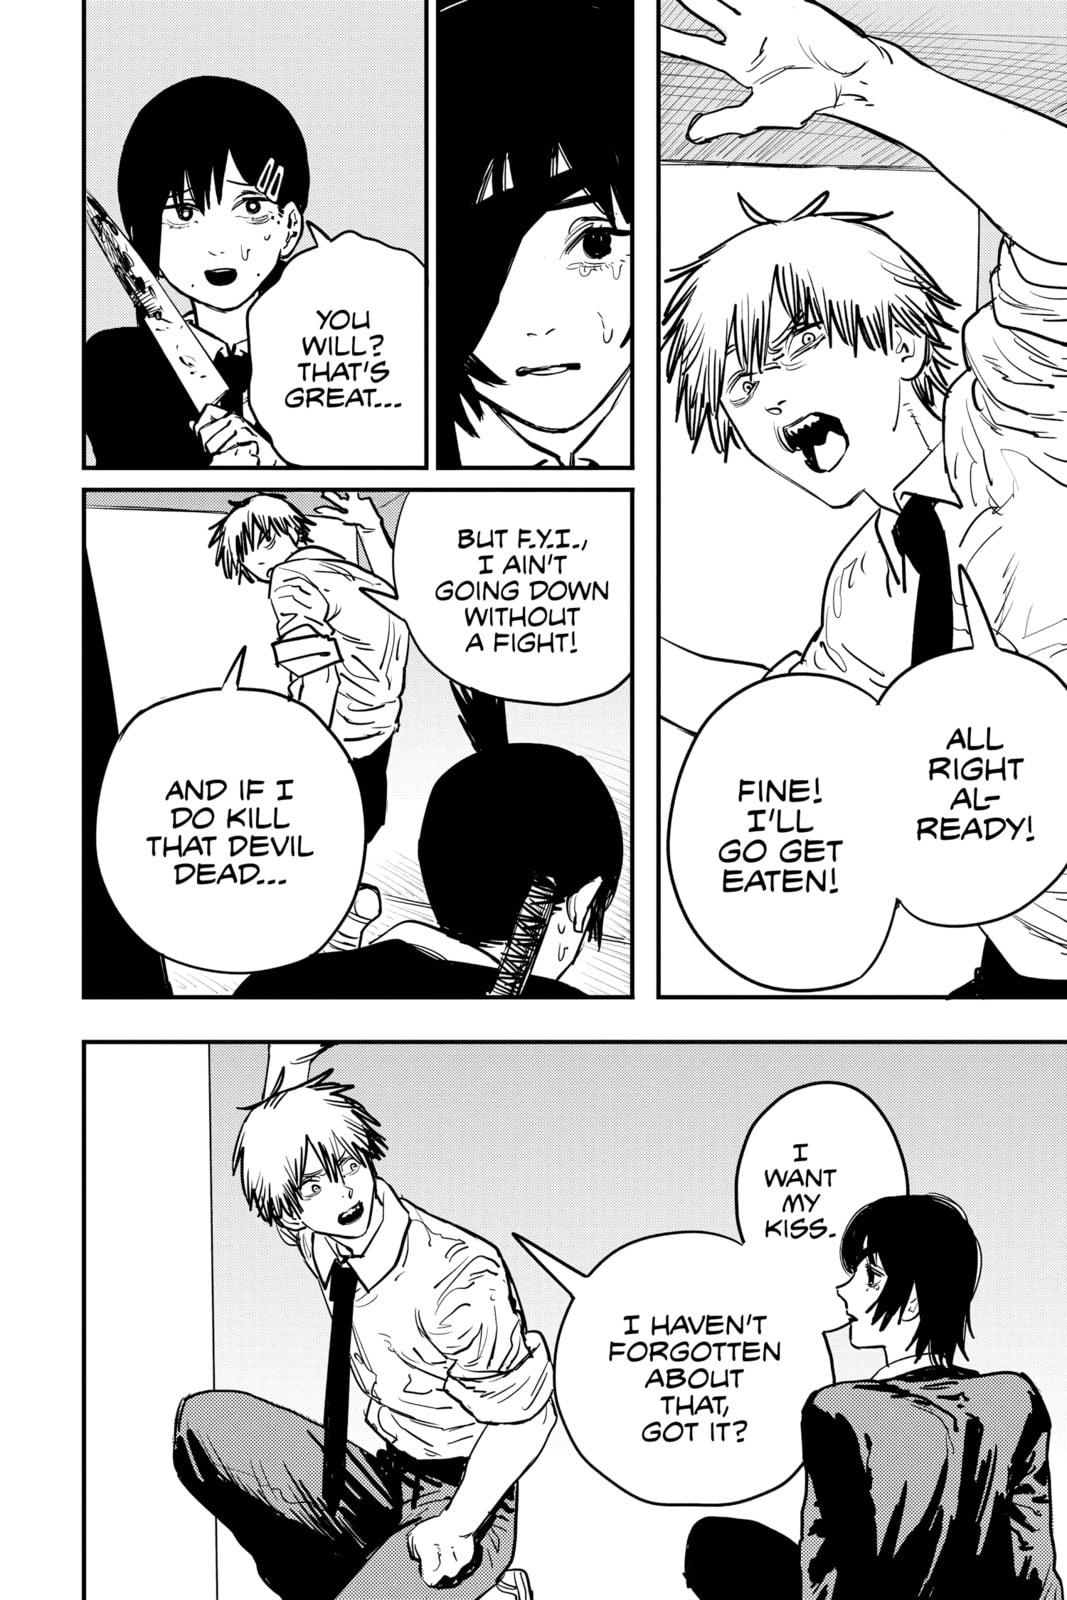 ALL
RIGHT
AL-
READY!
FINE!
I'LL
GO GET
EATEN!
YOU
WILL?
THAT'S
GREAT...
BUT F.Y.I.,
I AIN'T
GOING DOWN
WITHOUT
A FIGHT!
AND IF I
DO KILL
THAT DEVIL
DEAD...
I
WANT
MY
KISS.
I HAVEN'T
FORGOTTEN
ABOUT
THAT,
GOT IT?